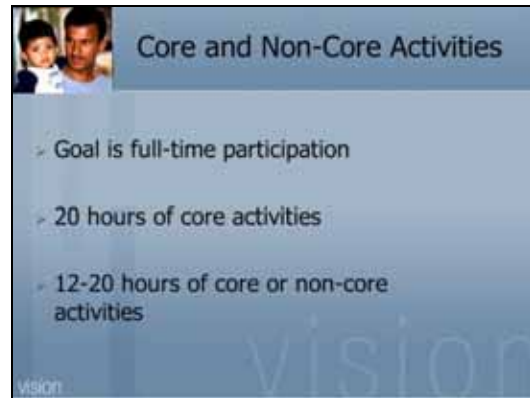 Core and Non-Core Activities
Goal is full-time participation
20 hours of core activities
12-20 hours of core or non-core
activities
vision
vision